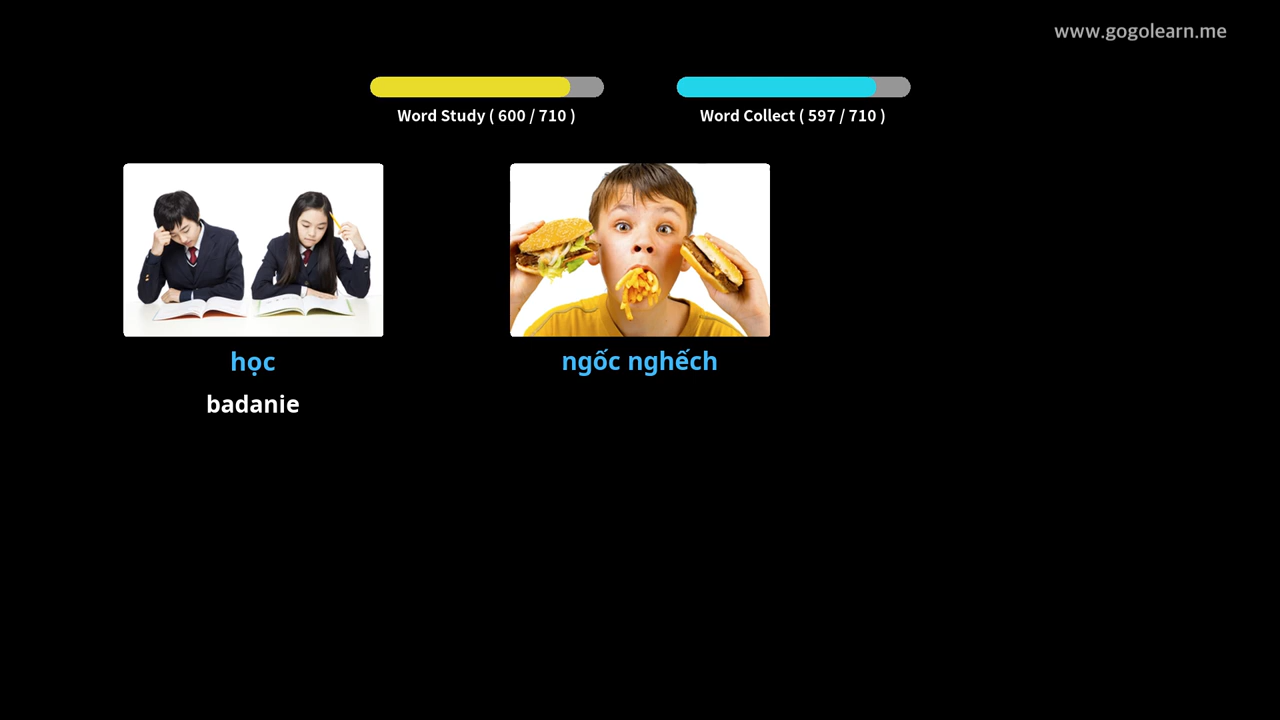 www.gogolearn.me
Word Study ( 600 / 710 )
Word Collect ( 597 / 710 )
học
badanie
ngốc nghếch